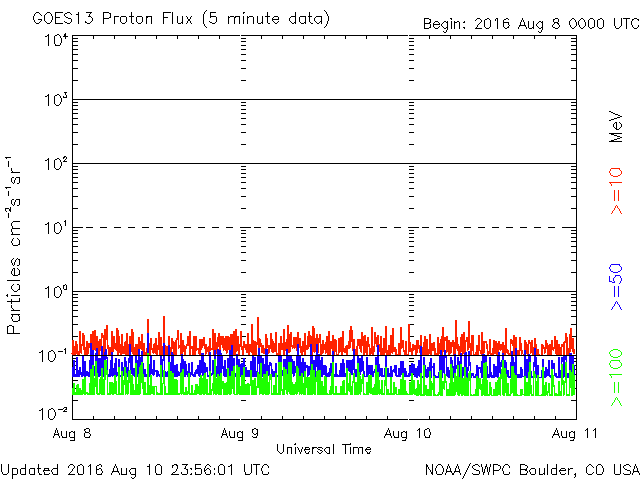 GOES13 Proton Flux (5 minute data)
Begin: 2016 Aug 8 0000 UTC
10⁴
10³
10²
10¹
10⁰
10⁻¹
10⁻²
Particles cm⁻²s⁻¹sr⁻¹
MeV
>=10
>=50
>=100
Aug 8
Aug 9
Aug 10
Aug 11
Universal Time
Updated 2016 Aug 10 23:56:01 UTC
NOAA/SWPC Boulder, CO USA